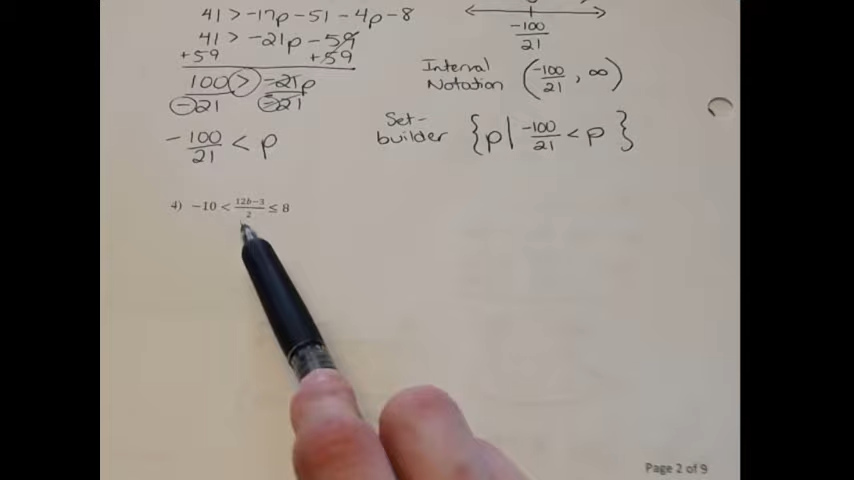 41 > -17p - 51 - 4p - 8
41 > -21p - 59
+59 +59
100 > -21p
-21 -21
-100/21 < p
-100/21
Interval Notation (-100/21, ∞)
Set-builder {p | -100/21 < p}
4) −10 < 12b−3/2 ≤ 8
Page 2 of 9